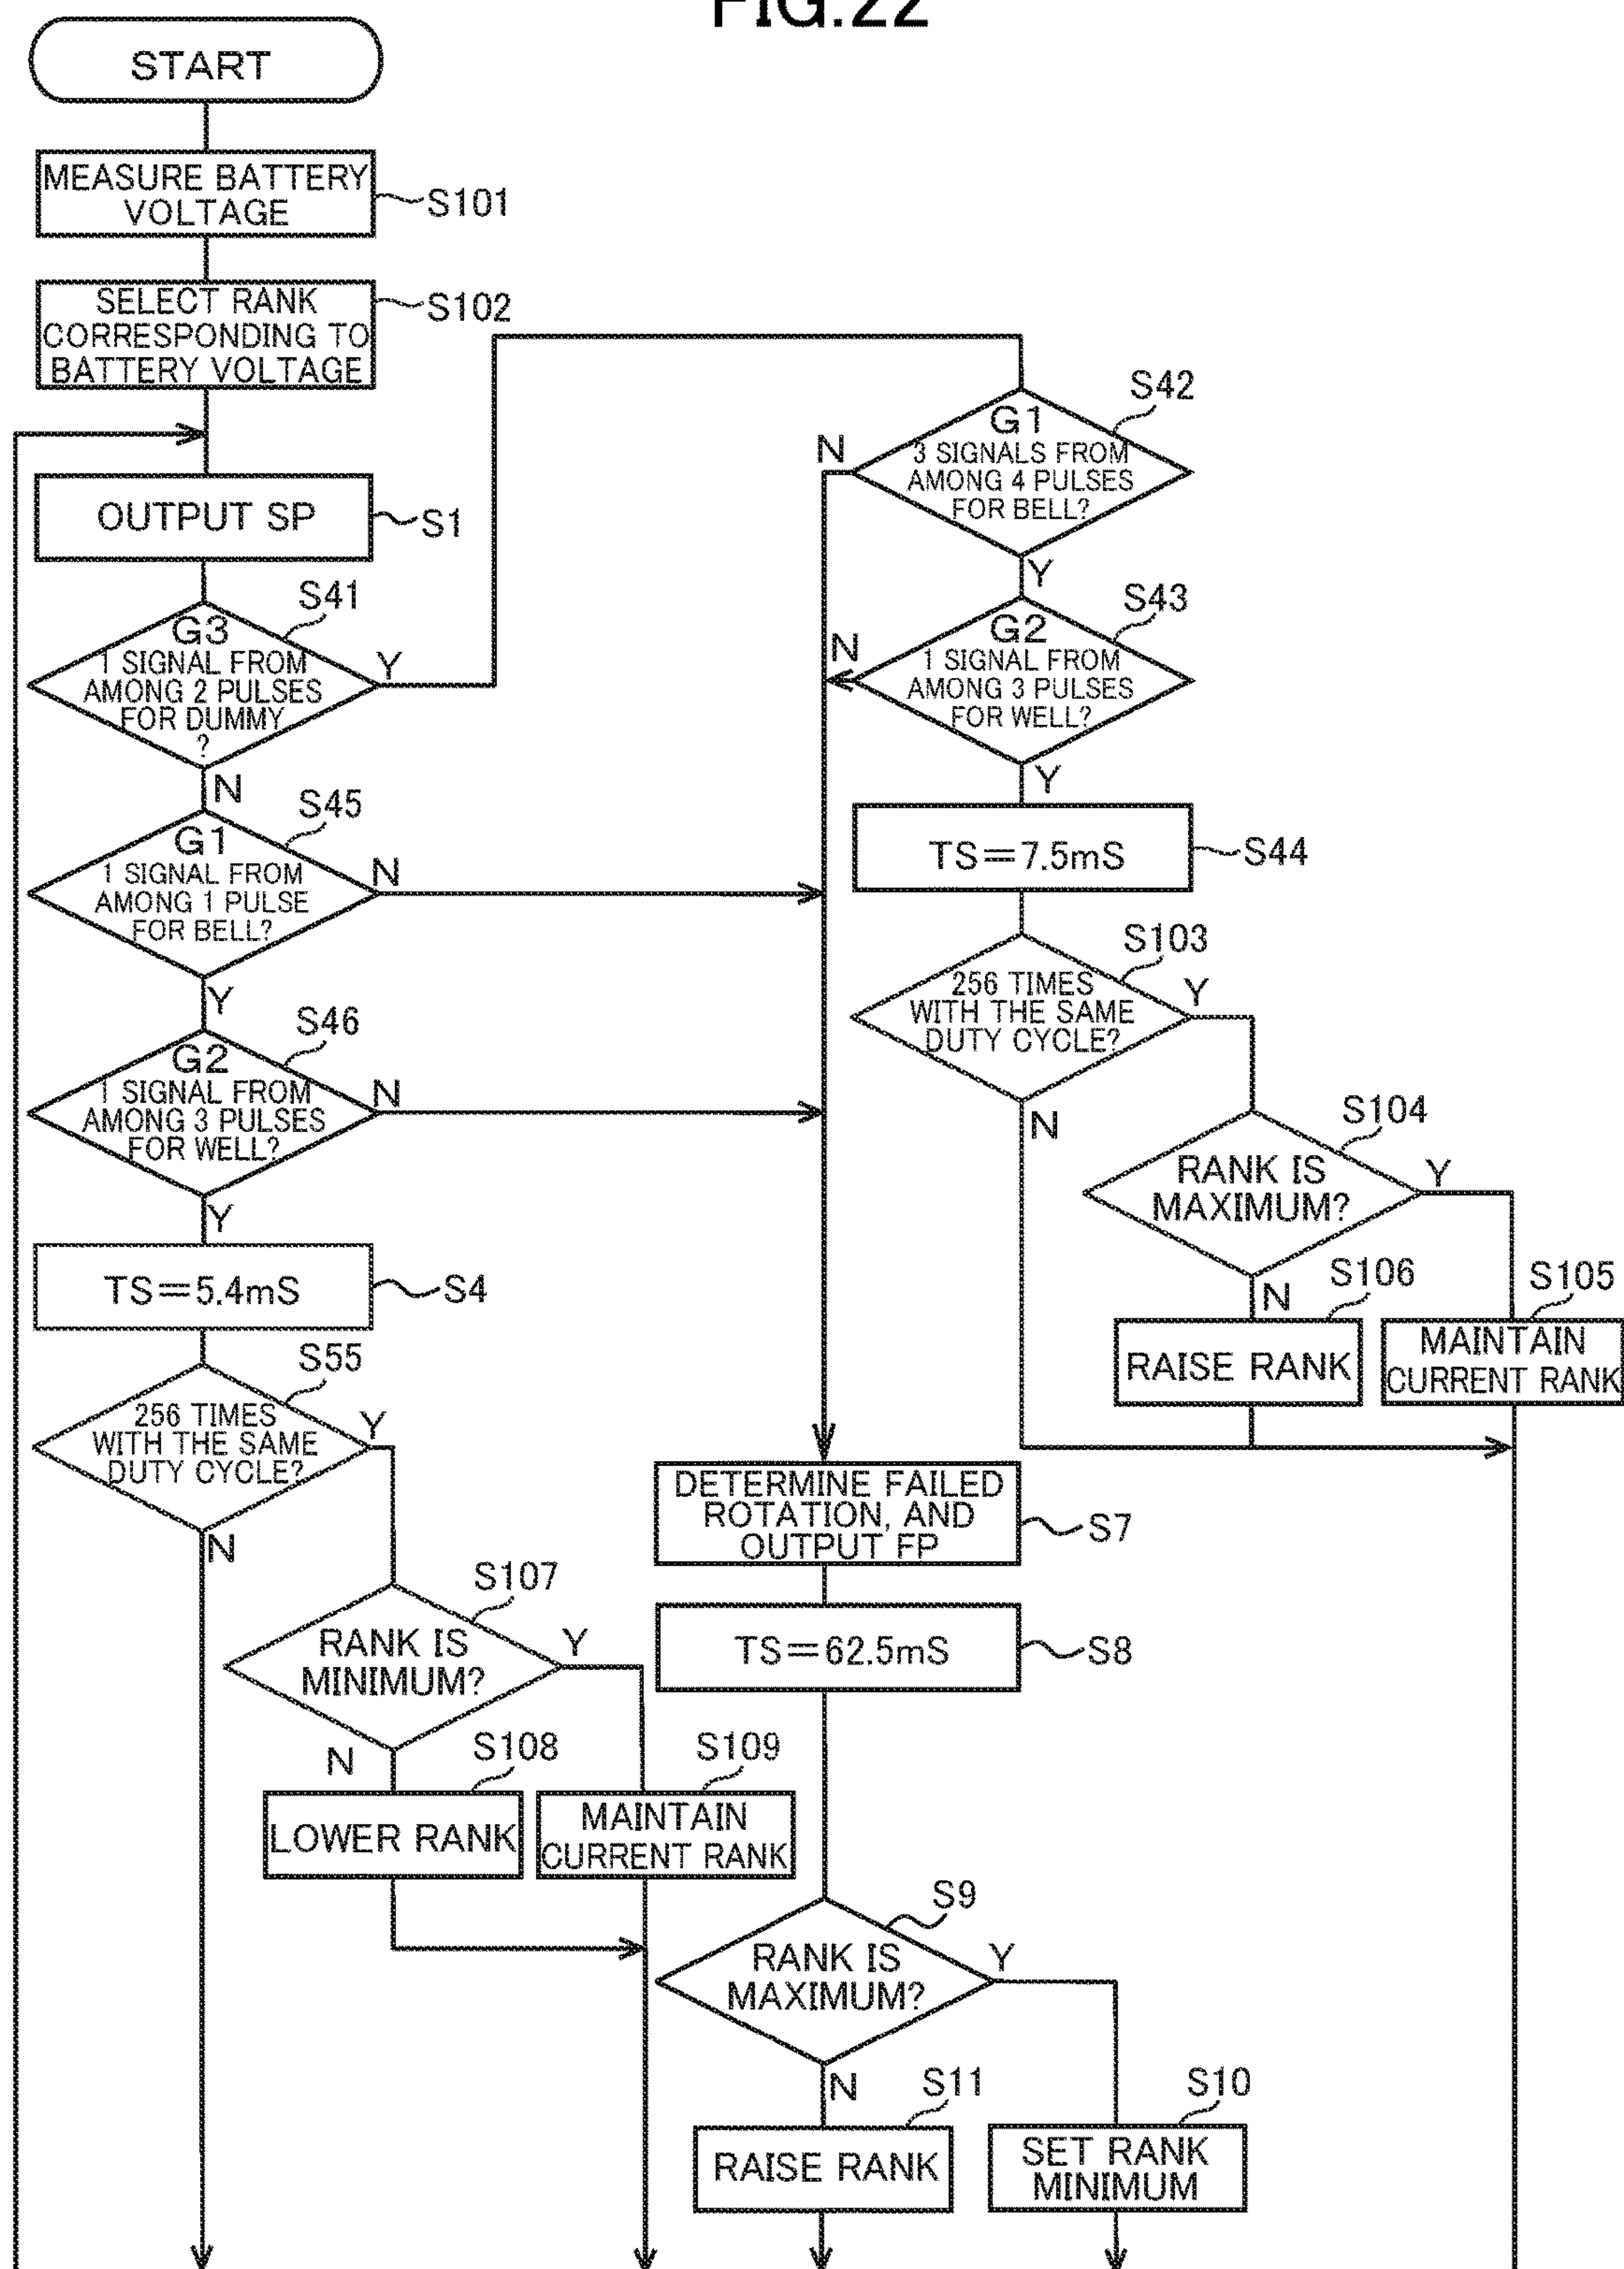 FIG.22
START
MEASURE BATTERY
VOLTAGE
S101
SELECT RANK
CORRESPONDING TO
BATTERY VOLTAGE
S102
OUTPUT SP
S1
S41
G3
1 SIGNAL FROM
AMONG 2 PULSES
FOR DUMMY
?
Y
N
S42
G1
3 SIGNALS FROM
AMONG 4 PULSES
FOR BELL?
N
Y
S43
G2
1 SIGNAL FROM
AMONG 3 PULSES
FOR WELL?
N
Y
S45
G1
1 SIGNAL FROM
AMONG 1 PULSE
FOR BELL?
N
Y
TS=7.5mS
S44
S46
G2
1 SIGNAL FROM
AMONG 3 PULSES
FOR WELL?
N
Y
S103
256 TIMES
WITH THE SAME
DUTY CYCLE?
Y
N
S104
RANK IS
MAXIMUM?
Y
N
S106
RAISE RANK
S105
MAINTAIN
CURRENT RANK
TS=5.4mS
S4
S55
256 TIMES
WITH THE SAME
DUTY CYCLE?
Y
N
DETERMINE FAILED
ROTATION, AND
OUTPUT FP
S7
S107
RANK IS
MINIMUM?
Y
N
TS=62.5mS
S8
S108
LOWER RANK
S109
MAINTAIN
CURRENT RANK
S9
RANK IS
MAXIMUM?
Y
N
S11
RAISE RANK
S10
SET RANK
MINIMUM